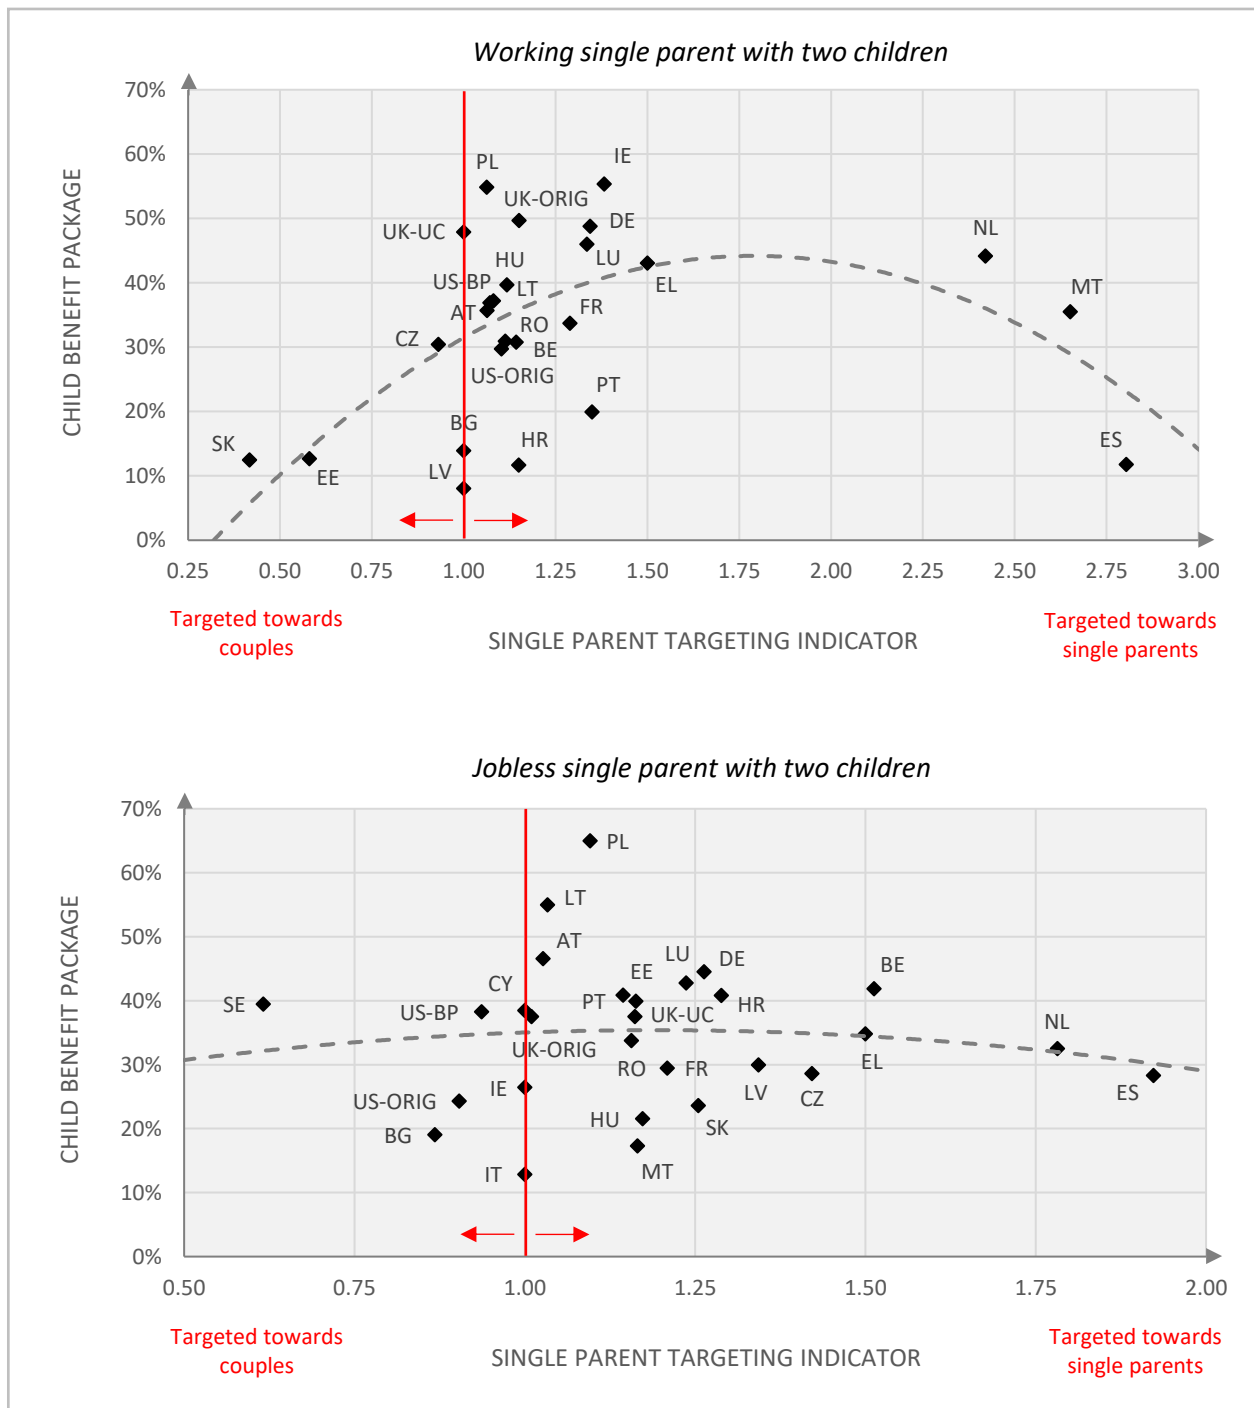 Working single parent with two children
70%
60%
50%
40%
30%
20%
10%
0%
CHILD BENEFIT PACKAGE
PL
IE
UK-ORIG
DE
UK-UC
NL
HU
LU
US-BP
LT
EL
MT
AT
FR
RO
CZ
BE
US-ORIG
PT
BG
HR
SK
ES
EE
LV
0.25
0.50
0.75
1.00
1.25
1.50
1.75
2.00
2.25
2.50
2.75
3.00
Targeted towards
couples
SINGLE PARENT TARGETING INDICATOR
Targeted towards
single parents
Jobless single parent with two children
70%
60%
50%
40%
30%
20%
10%
0%
CHILD BENEFIT PACKAGE
PL
LT
AT
LU
DE
EE
BE
CY
SE
US-BP
PT
HR
UK-UC
NL
UK-ORIG
RO
FR
EL
LV
CZ
ES
IE
US-ORIG
HU
SK
BG
IT
MT
0.50
0.75
1.00
1.25
1.50
1.75
2.00
Targeted towards
couples
SINGLE PARENT TARGETING INDICATOR
Targeted towards
single parents